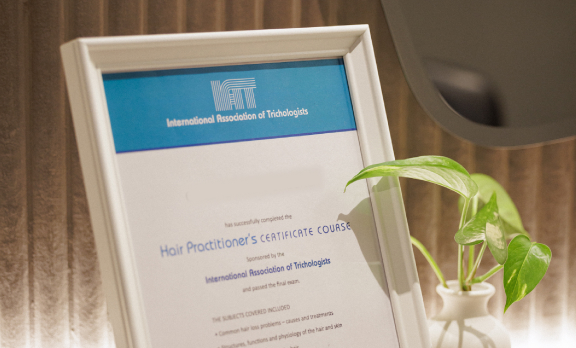 IAT
International Association of Trichologists
has successfully completed the
Hair Practitioner's CERTIFICATE COURSE
Sponsored by the
International Association of Trichologists
and passed the final exam.
THE SUBJECTS COVERED INCLUDED
• Common hair loss problems – causes and treatments
structures, functions and physiology of the hair and skin